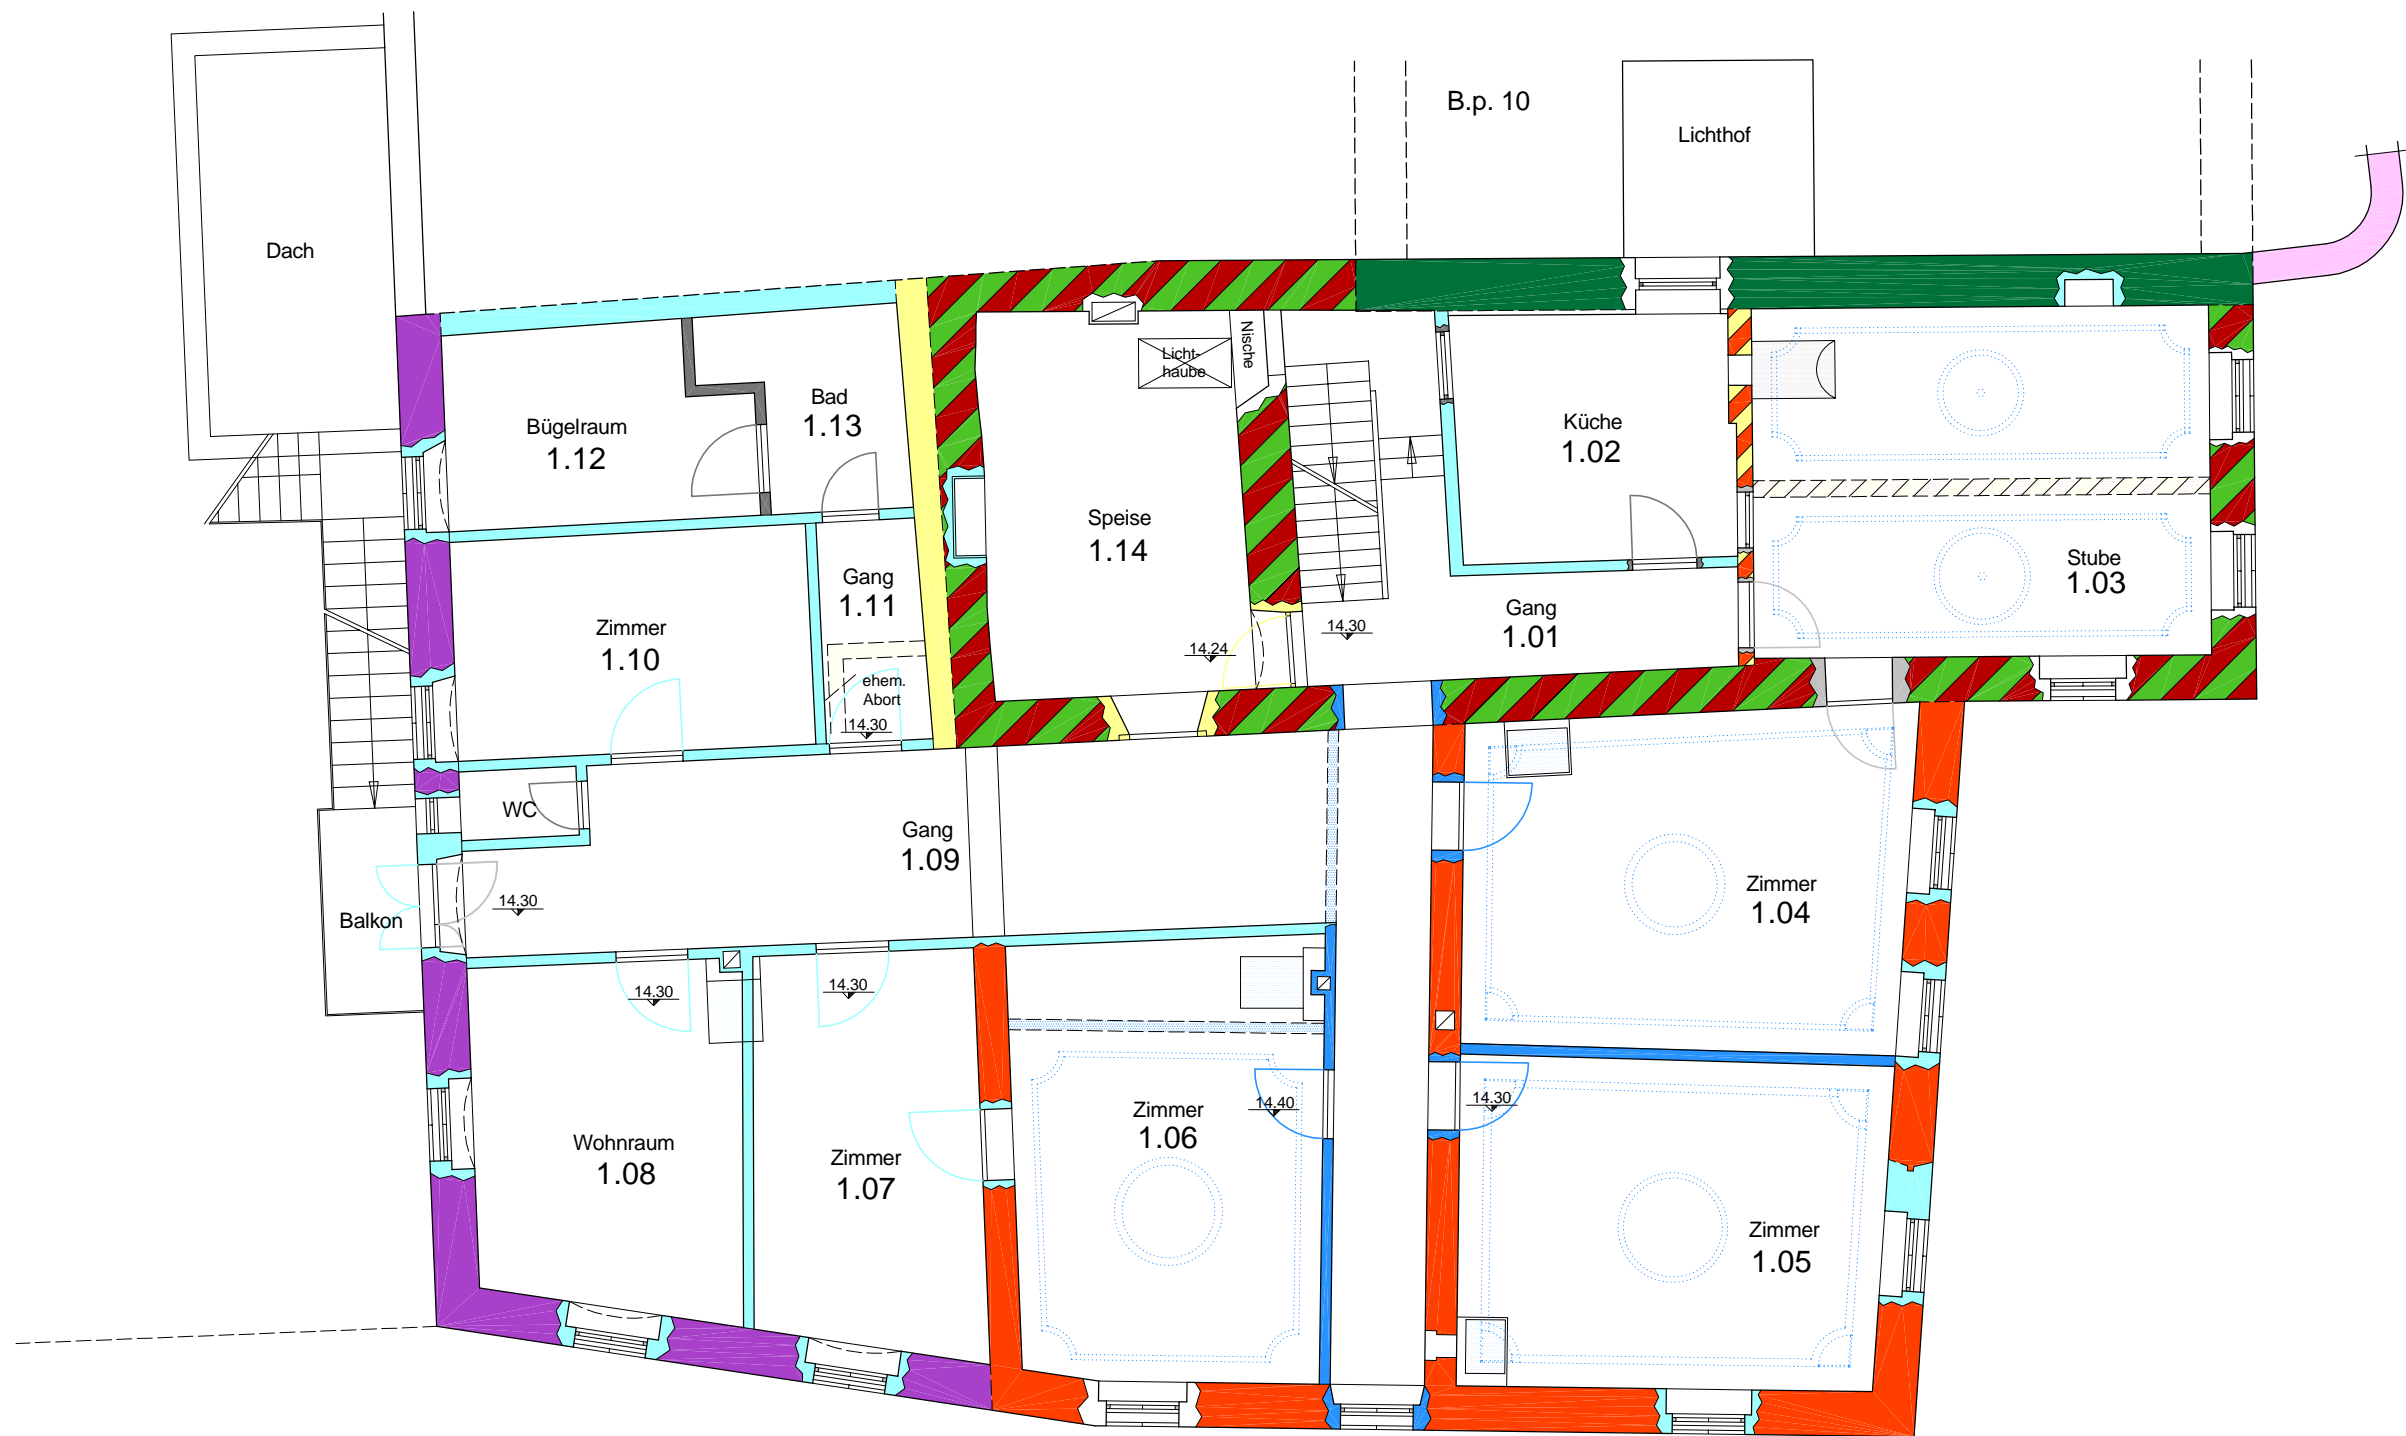 B.p. 10
Lichthof
Dach
Nische
Licht-
haube
Bad
1.13
Bügelraum
1.12
Küche
1.02
Speise
1.14
Stube
1.03
Gang
1.11
Gang
1.01
14.30
Zimmer
1.10
14.24
ehem.
Abort
14.30
WC
Gang
1.09
Zimmer
1.04
14.30
Balkon
14.30
14.30
Zimmer
1.06
14.40
14.30
Wohnraum
1.08
Zimmer
1.07
Zimmer
1.05